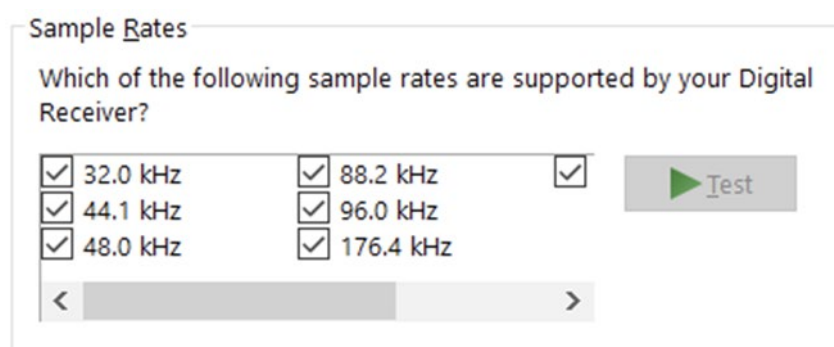 Sample Rates
Which of the following sample rates are supported by your Digital
Receiver?
32.0 kHz 88.2 kHz
44.1 kHz 96.0 kHz
48.0 kHz 176.4 kHz
Test